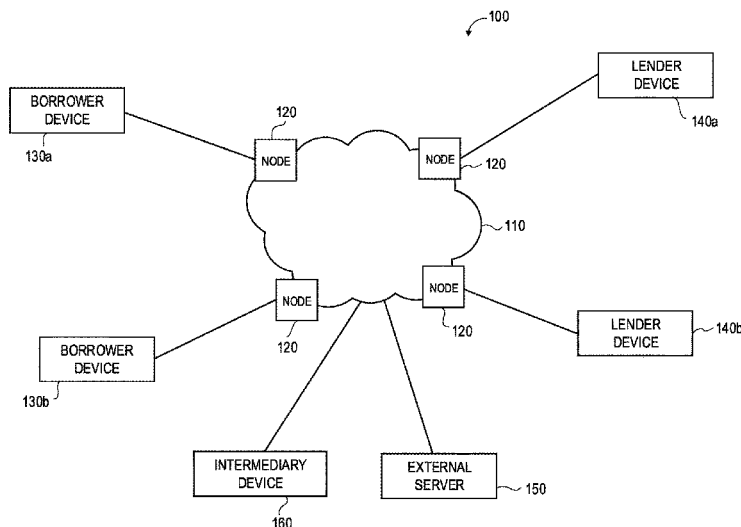 100
LENDER
DEVICE
140a
BORROWER
DEVICE
130a
120
NODE
NODE
120
110
NODE
120
NODE
120
LENDER
DEVICE
140b
BORROWER
DEVICE
130b
INTERMEDIARY
DEVICE
160
EXTERNAL
SERVER
150